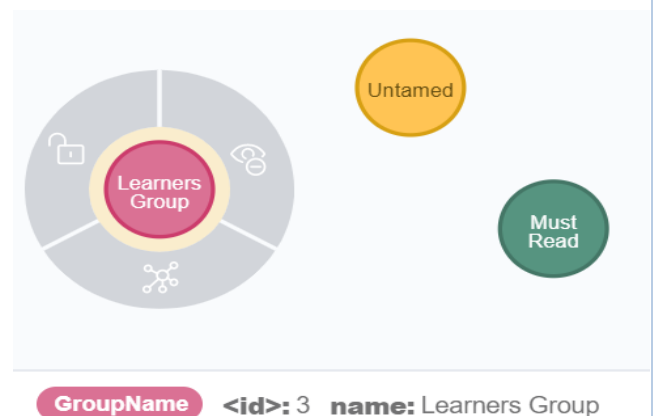 Untamed
Learners
Group
Must
Read
GroupName <id>: 3 name: Learners Group